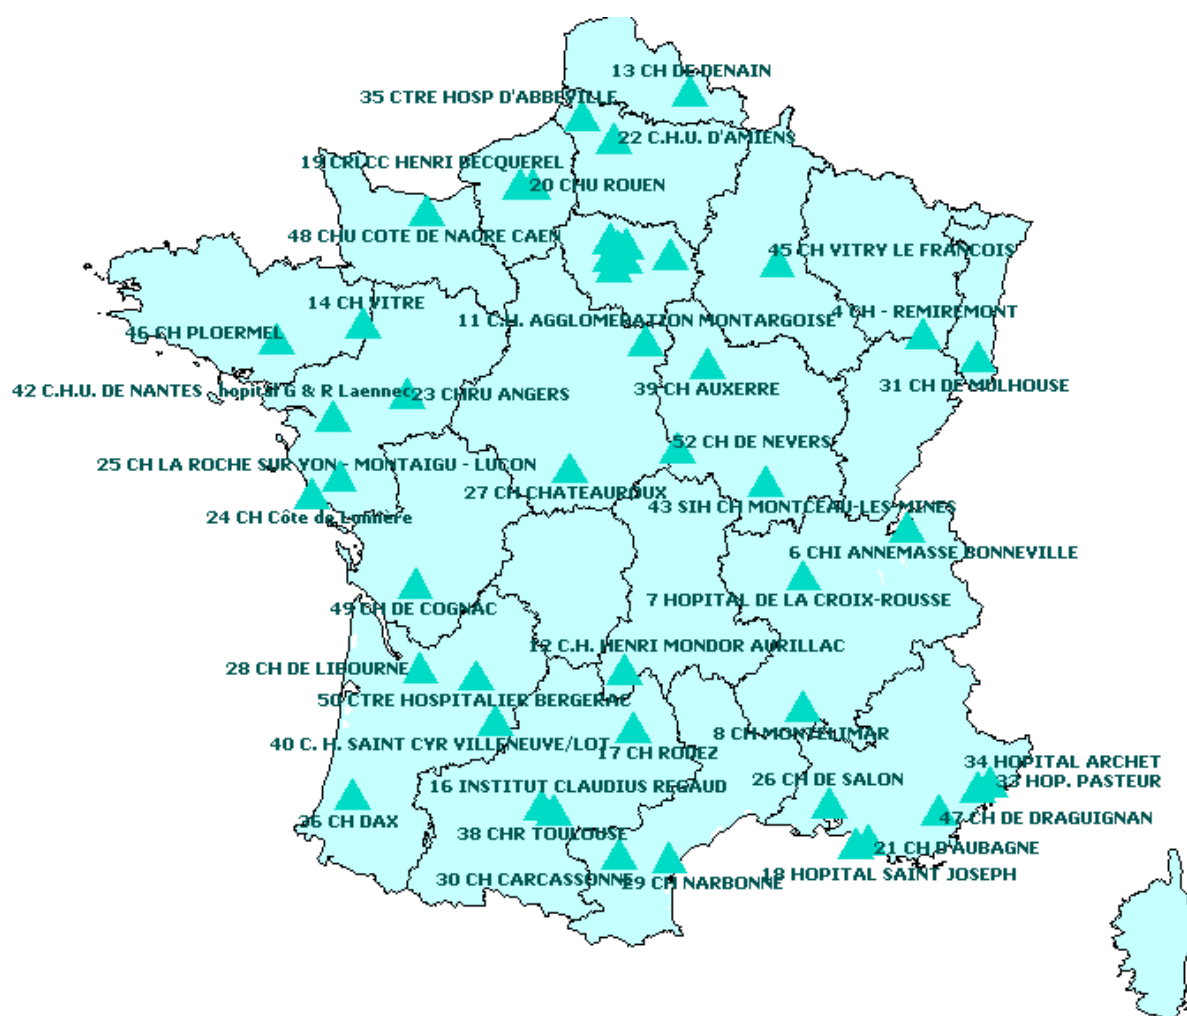 13 CH DE DENAIN
35 CTRE HOSP D'ABBEVILLE
22 C.H.U. D'AMIENS
19 CRLCC HENRI BECQUEREL
20 CHU ROUEN
48 CHU COTE DE NACRE CAEN
45 CH VITRY LE FRANCOIS
14 CH VITRE
4 CH - REMIREMONT
11 C.H. AGGLOMERATION MONTARGOISE
46 CH PLOERMEL
31 CH DE MULHOUSE
39 CH AUXERRE
42 C.H.U. DE NANTES - hopital G & R Laennec
23 CHRU ANGERS
52 CH DE NEVERS
25 CH LA ROCHE SUR YON - MONTAIGU - LUCON
27 CH CHATEAUROUX
43 SIH CH MONTCEAU-LES-MINES
24 CH Côte de Lumière
6 CHI ANNEMASSE BONNEVILLE
7 HOPITAL DE LA CROIX-ROUSSE
49 CH DE COGNAC
12 C.H. HENRI MONDOR AURILLAC
28 CH DE LIBOURNE
50 CTRE HOSPITALIER BERGERAC
8 CH MONTELIMAR
40 C. H. SAINT CYR VILLENEUVE/LOT
17 CH RODEZ
34 HOPITAL ARCHET
33 HOP. PASTEUR
26 CH DE SALON
16 INSTITUT CLAUDIUS REGAUD
47 CH DE DRAGUIGNAN
36 CH DAX
38 CHR TOULOUSE
21 CH D'AUBAGNE
18 HOPITAL SAINT JOSEPH
30 CH CARCASSONNE
29 CH NARBONNE